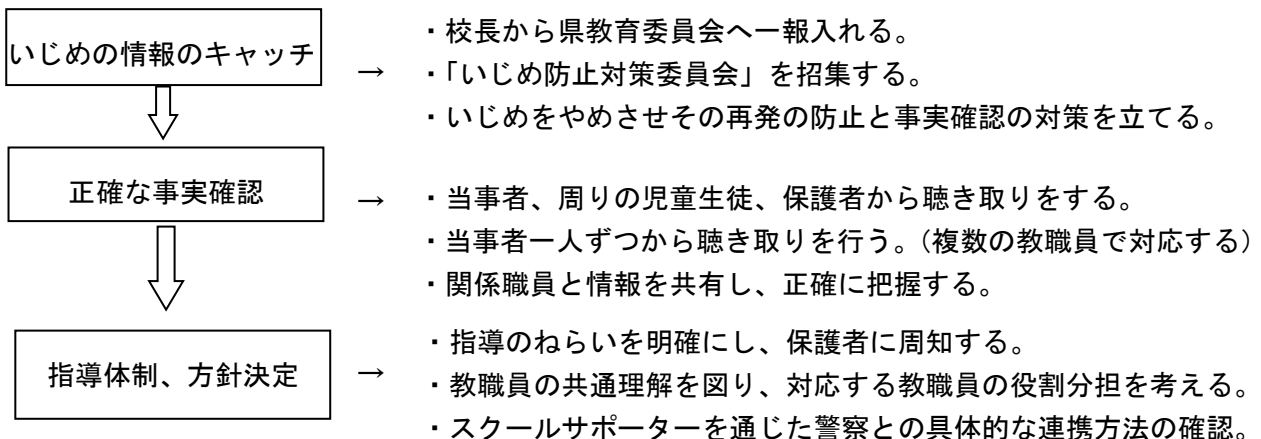 いじめの情報のキャッチ
→
・校長から県教育委員会へ一報入れる。
・「いじめ防止対策委員会」を招集する。
・いじめをやめさせその再発の防止と事実確認の対策を立てる。
正確な事実確認
→
・当事者、周りの児童生徒、保護者から聴き取りをする。
・当事者一人ずつから聴き取りを行う。(複数の教職員で対応する)
・関係職員と情報を共有し、正確に把握する。
指導体制、方針決定
→
・指導のねらいを明確にし、保護者に周知する。
・教職員の共通理解を図り、対応する教職員の役割分担を考える。
・スクールサポーターを通じた警察との具体的な連携方法の確認。